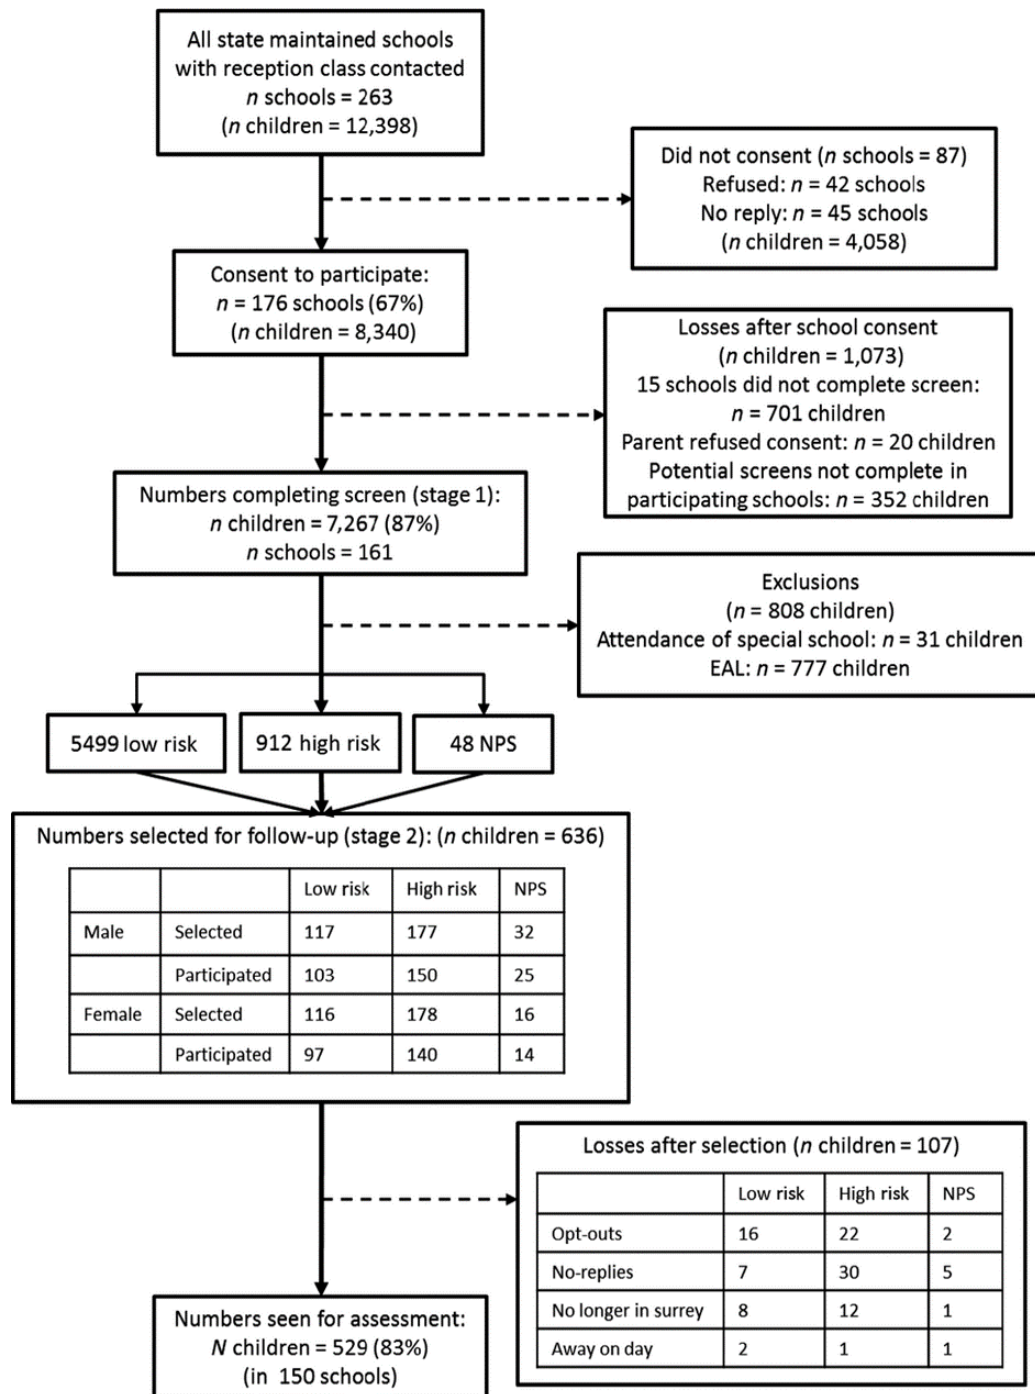 All state maintained schools
with reception class contacted
n schools = 263
(n children = 12,398)
Did not consent (n schools = 87)
Refused: n = 42 schools
No reply: n = 45 schools
(n children = 4,058)
Consent to participate:
n = 176 schools (67%)
(n children = 8,340)
Losses after school consent
(n children = 1,073)
15 schools did not complete screen:
n = 701 children
Parent refused consent: n = 20 children
Potential screens not complete in
participating schools: n = 352 children
Numbers completing screen (stage 1):
n children = 7,267 (87%)
n schools = 161
Exclusions
(n = 808 children)
Attendance of special school: n = 31 children
EAL: n = 777 children
5499 low risk
912 high risk
48 NPS
Numbers selected for follow-up (stage 2): (n children = 636)
Low risk High risk NPS
Male Selected 117 177 32
Participated 103 150 25
Female Selected 116 178 16
Participated 97 140 14
Losses after selection (n children = 107)
Low risk High risk NPS
Opt-outs 16 22 2
No-replies 7 30 5
No longer in surrey 8 12 1
Away on day 2 1 1
Numbers seen for assessment:
N children = 529 (83%)
(in 150 schools)